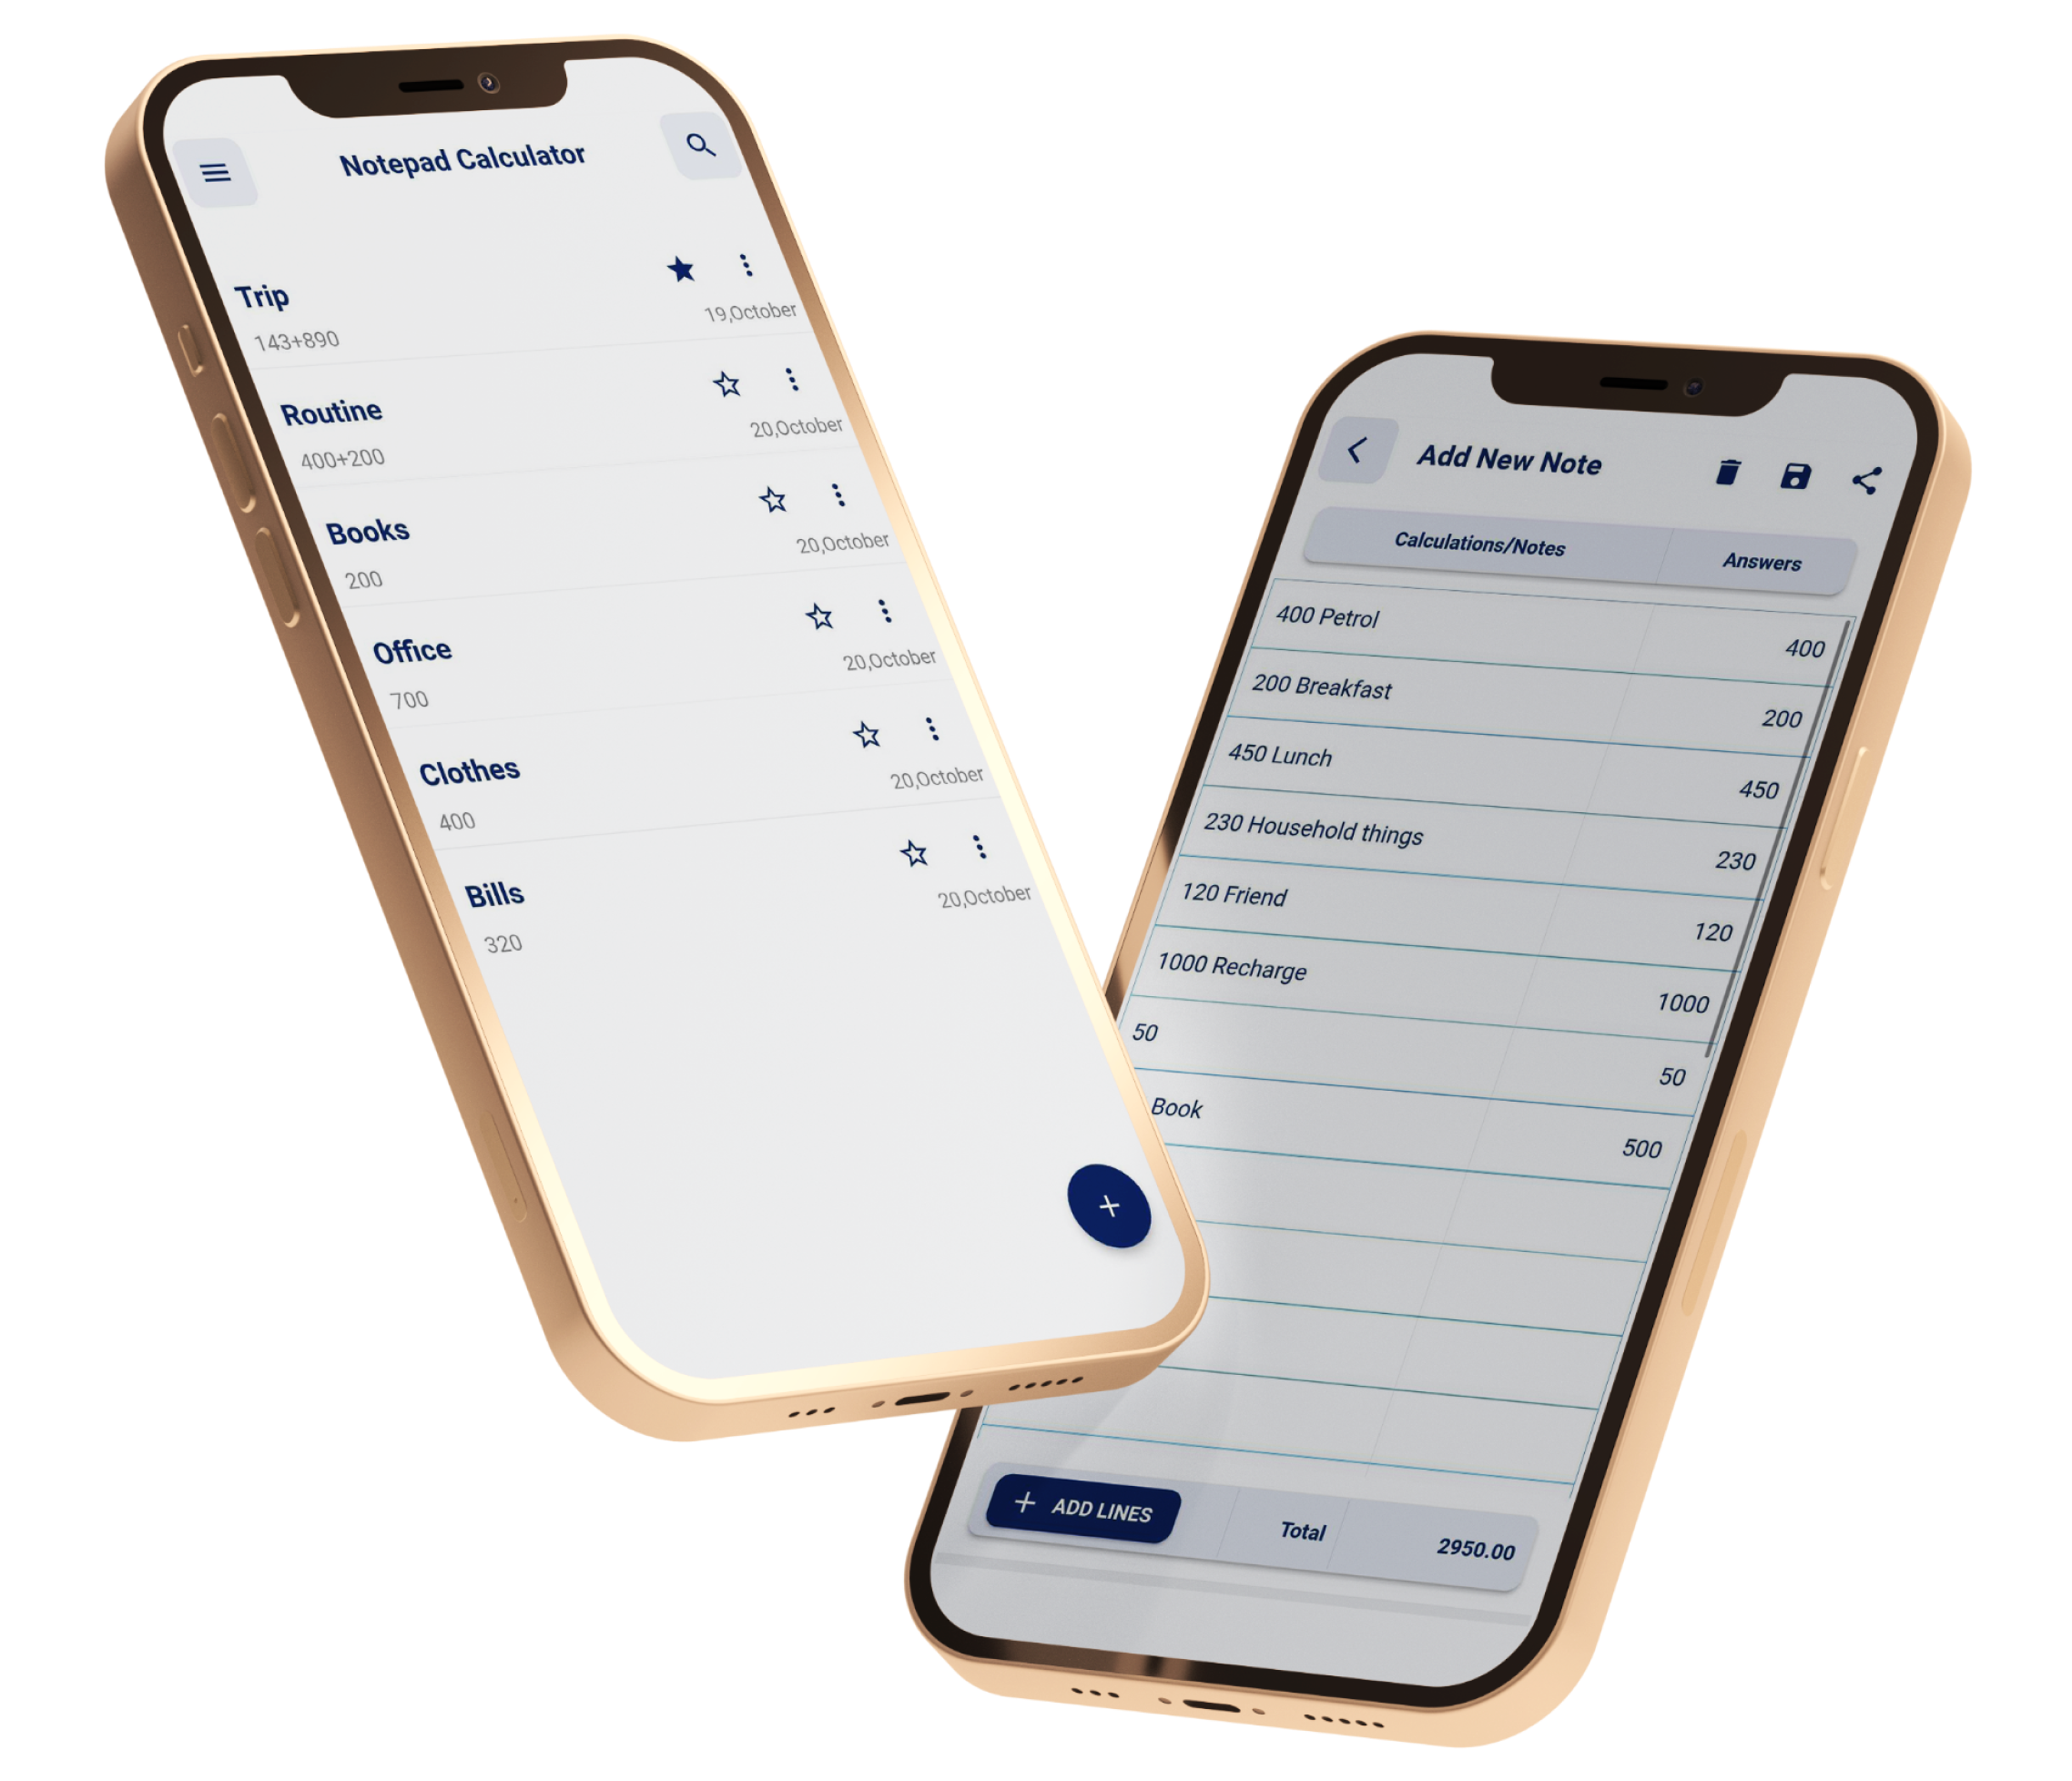 Notepad Calculator
Trip
143+890
19,October
Routine
400+200
20,October
Books
200
20,October
Office
700
20,October
Clothes
400
20,October
Bills
320
20,October
Add New Note
Calculations/Notes Answers
400 Petrol 400
200 Breakfast 200
450 Lunch 450
230 Household things 230
120 Friend 120
1000 Recharge 1000
50 50
Book 500
+ ADD LINES Total 2950.00